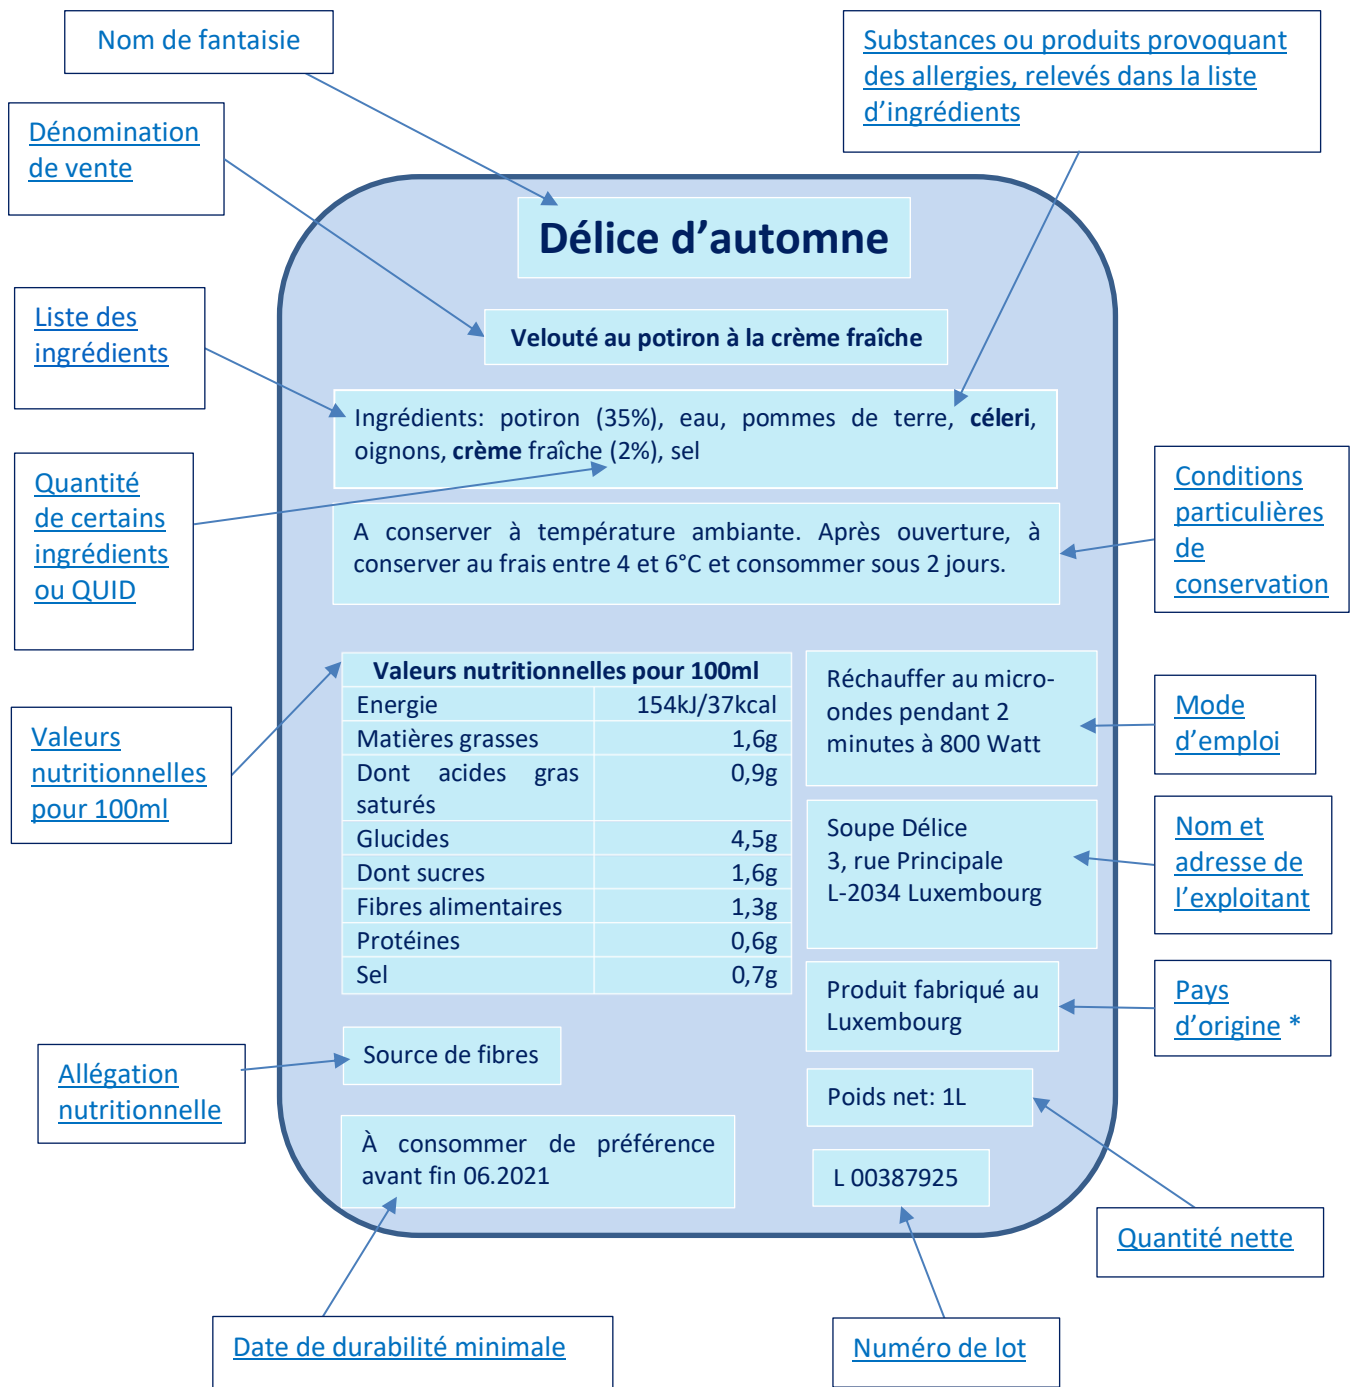 Nom de fantaisie
Substances ou produits provoquant
des allergies, relevés dans la liste
d’ingrédients
Dénomination
de vente
Délice d’automne
Liste des
ingrédients
Velouté au potiron à la crème fraîche
Ingrédients: potiron (35%), eau, pommes de terre, céleri,
oignons, crème fraîche (2%), sel
Quantité
de certains
ingrédients
ou QUID
A conserver à température ambiante. Après ouverture, à
conserver au frais entre 4 et 6°C et consommer sous 2 jours.
Conditions
particulières
de
conservation
Valeurs nutritionnelles pour 100ml
Energie 154kJ/37kcal
Matières grasses 1,6g
Dont acides gras 0,9g
saturés
Glucides 4,5g
Dont sucres 1,6g
Fibres alimentaires 1,3g
Protéines 0,6g
Sel 0,7g
Valeurs
nutritionnelles
pour 100ml
Réchauffer au micro-
ondes pendant 2
minutes à 800 Watt
Mode
d’emploi
Soupe Délice
3, rue Principale
L-2034 Luxembourg
Nom et
adresse de
l’exploitant
Produit fabriqué au
Luxembourg
Pays
d’origine *
Allégation
nutritionnelle
Source de fibres
Poids net: 1L
À consommer de préférence
avant fin 06.2021
L 00387925
Quantité nette
Date de durabilité minimale
Numéro de lot